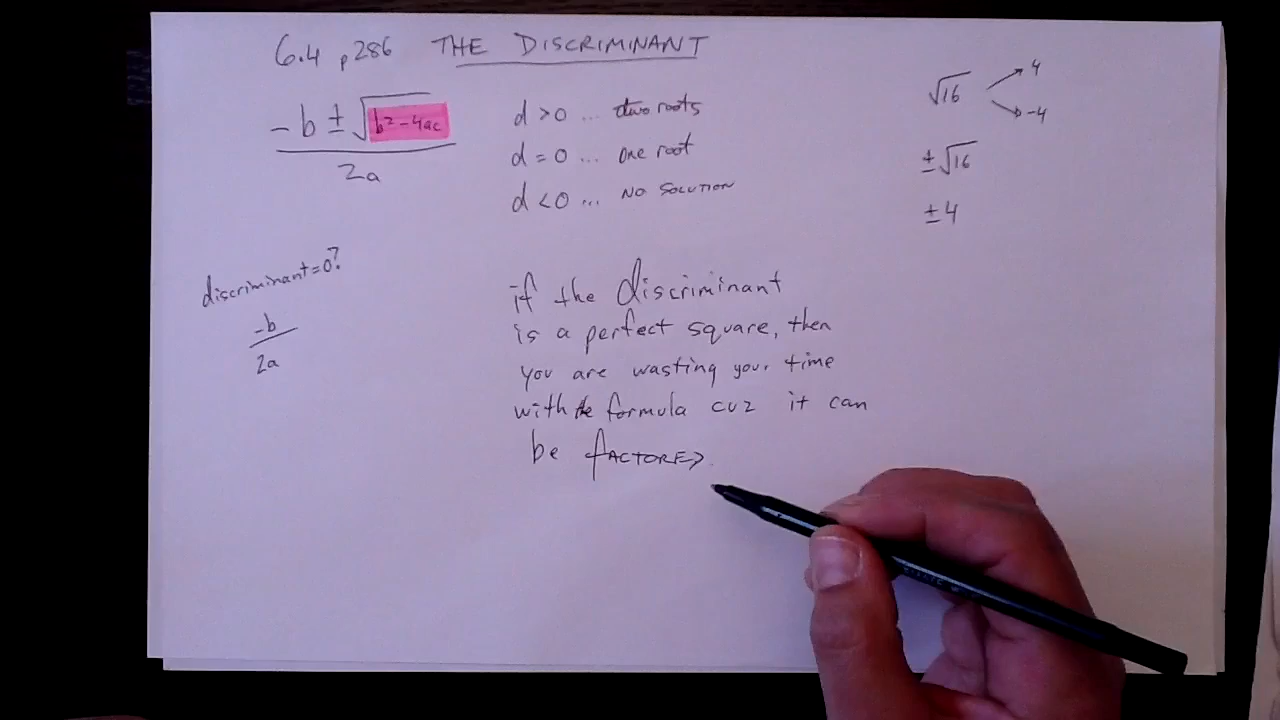 6.4 p286 THE DISCRIMINANT
-b ± √b²-4ac
2a
d > 0 ... two roots
d = 0 ... one root
d < 0 ... NO SOLUTION
√16 4 -4
± √16
± 4
discriminant = 0?
-b
2a
if the Discriminant
is a perfect square, then
you are wasting your time
with the formula cuz it can
be FACTORED.